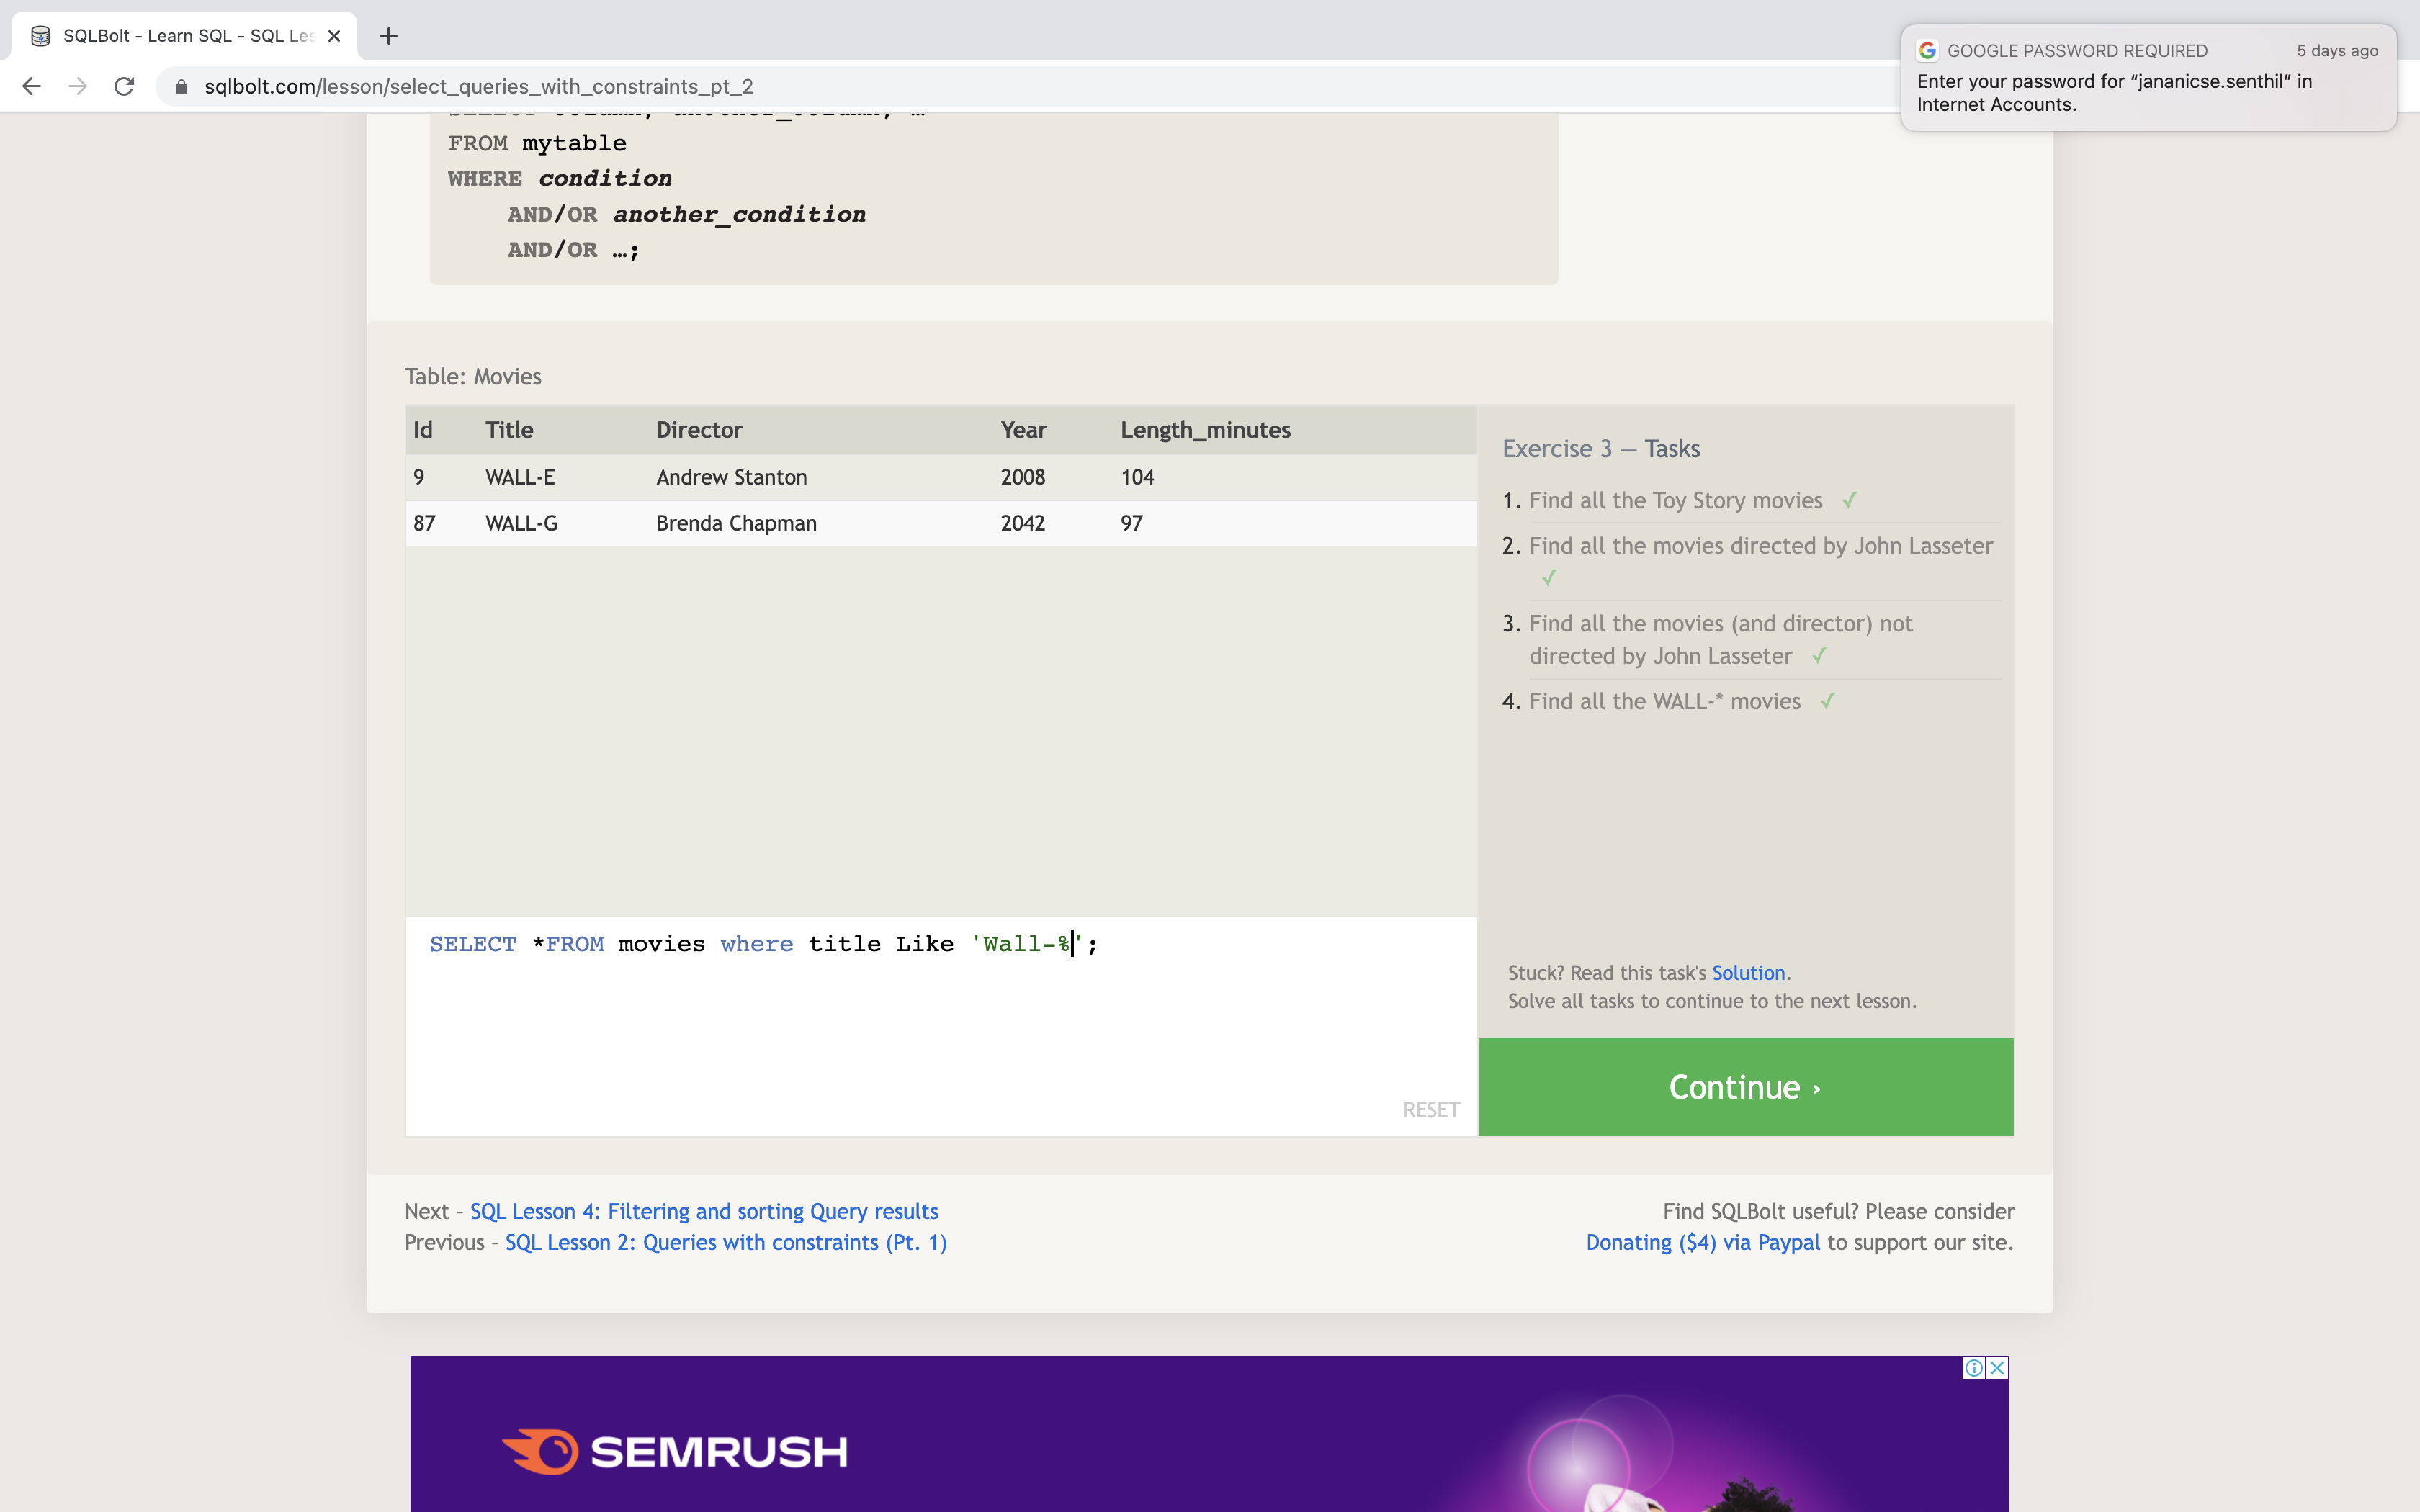 SQLBolt - Learn SQL - SQL Les
GOOGLE PASSWORD REQUIRED 5 days ago
Enter your password for “jananicse.senthil” in
Internet Accounts.
sqlbolt.com/lesson/select_queries_with_constraints_pt_2
SELECT column, another_column, …
FROM mytable
WHERE condition
AND/OR another_condition
AND/OR …;
Table: Movies
Id Title Director Year Length_minutes
9 WALL-E Andrew Stanton 2008 104
87 WALL-G Brenda Chapman 2042 97
Exercise 3 — Tasks
1. Find all the Toy Story movies ✓
2. Find all the movies directed by John Lasseter
✓
3. Find all the movies (and director) not
directed by John Lasseter ✓
4. Find all the WALL-* movies ✓
SELECT *FROM movies where title Like 'Wall-%';
RESET
Stuck? Read this task's Solution.
Solve all tasks to continue to the next lesson.
Continue ›
Next – SQL Lesson 4: Filtering and sorting Query results
Previous – SQL Lesson 2: Queries with constraints (Pt. 1)
Find SQLBolt useful? Please consider
Donating ($4) via Paypal to support our site.
SEMRUSH